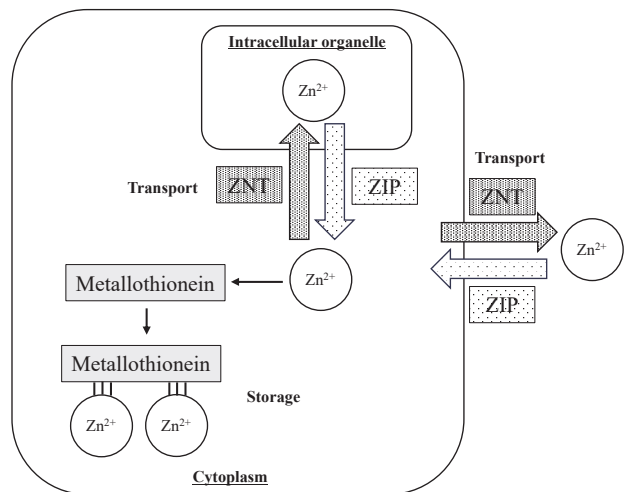 Intracellular organelle
Zn2+
Transport
Transport
ZNT
ZIP
ZNT
Zn2+
Zn2+
Metallothionein
ZIP
Metallothionein
Storage
Zn2+
Zn2+
Cytoplasm